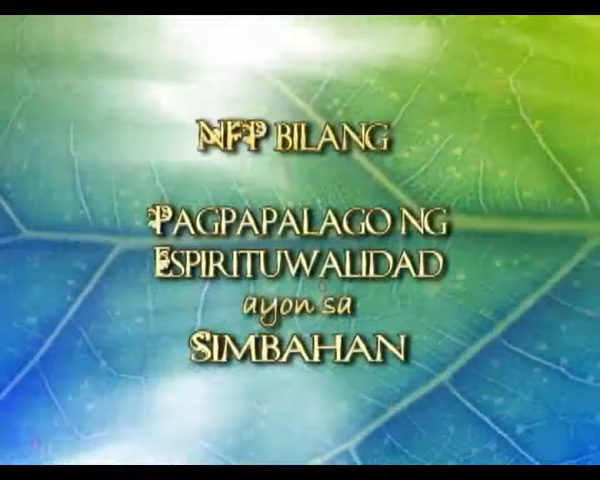 NFP BILANG
PAGPAPALAGO NG
ESPIRITUWALIDAD
ayon sa
SIMBAHAN